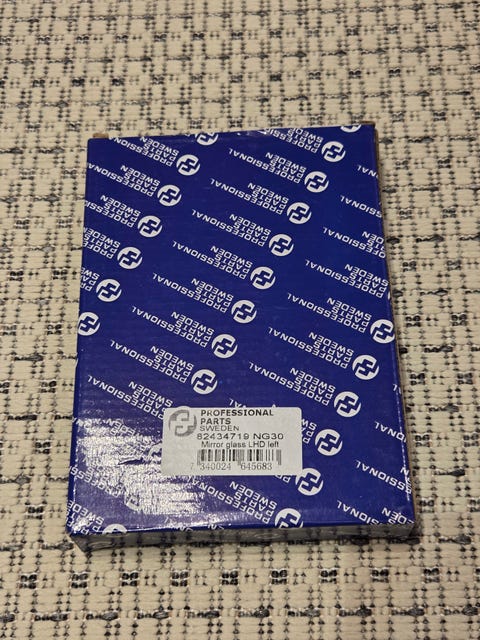 PROFESSIONAL
PARTS
SWEDEN
82434719 NG30
Mirror glass LHD left
7 340024 645683